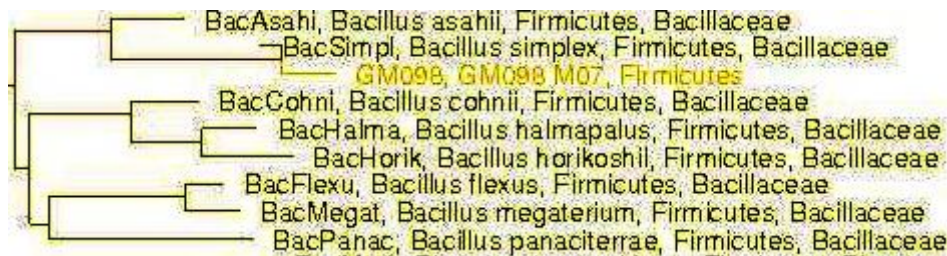 BacAsahi, Bacillus asahii, Firmicutes, Bacillaceae
BacSimpl, Bacillus simplex, Firmicutes, Bacillaceae
GM098, GM098 M07, Firmicutes
BacCohni, Bacillus cohnii, Firmicutes, Bacillaceae
BacHalma, Bacillus halmapalus, Firmicutes, Bacillaceae
BacHorik, Bacillus horikoshii, Firmicutes, Bacillaceae
BacFlexu, Bacillus flexus, Firmicutes, Bacillaceae
BacMegat, Bacillus megaterium, Firmicutes, Bacillaceae
BacPanac, Bacillus panaciterrae, Firmicutes, Bacillaceae